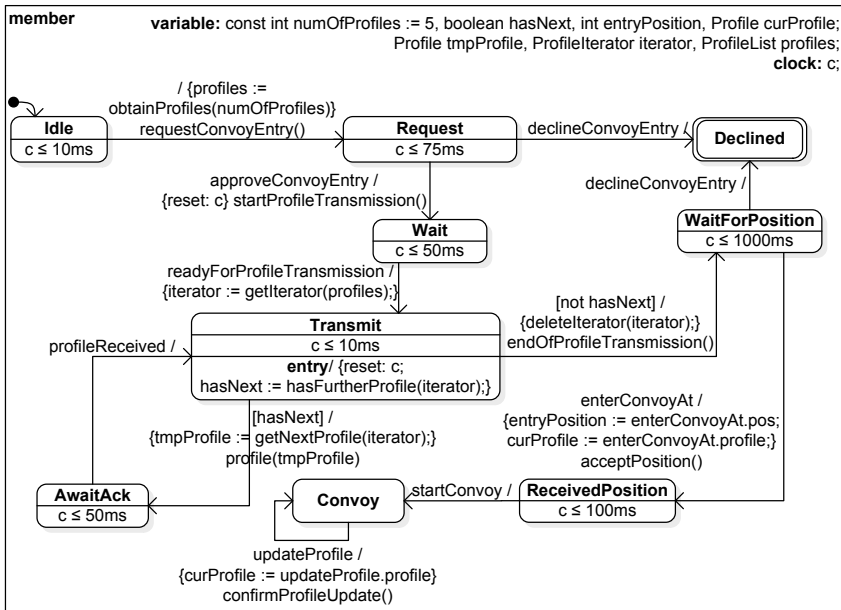 member
variable: const int numOfProfiles := 5, boolean hasNext, int entryPosition, Profile curProfile;
Profile tmpProfile, ProfileIterator iterator, ProfileList profiles;
clock: c;
/ {profiles :=
obtainProfiles(numOfProfiles)}
requestConvoyEntry()
Idle
c ≤ 10ms
Request
c ≤ 75ms
declineConvoyEntry /
Declined
approveConvoyEntry /
{reset: c} startProfileTransmission()
declineConvoyEntry /
Wait
c ≤ 50ms
WaitForPosition
c ≤ 1000ms
readyForProfileTransmission /
{iterator := getIterator(profiles);}
Transmit
c ≤ 10ms
entry/ {reset: c;
hasNext := hasFurtherProfile(iterator);}
profileReceived /
[not hasNext] /
{deleteIterator(iterator);}
endOfProfileTransmission()
[hasNext] /
{tmpProfile := getNextProfile(iterator);}
profile(tmpProfile)
enterConvoyAt /
{entryPosition := enterConvoyAt.pos;
curProfile := enterConvoyAt.profile;}
acceptPosition()
AwaitAck
c ≤ 50ms
Convoy
startConvoy /
ReceivedPosition
c ≤ 100ms
updateProfile /
{curProfile := updateProfile.profile}
confirmProfileUpdate()